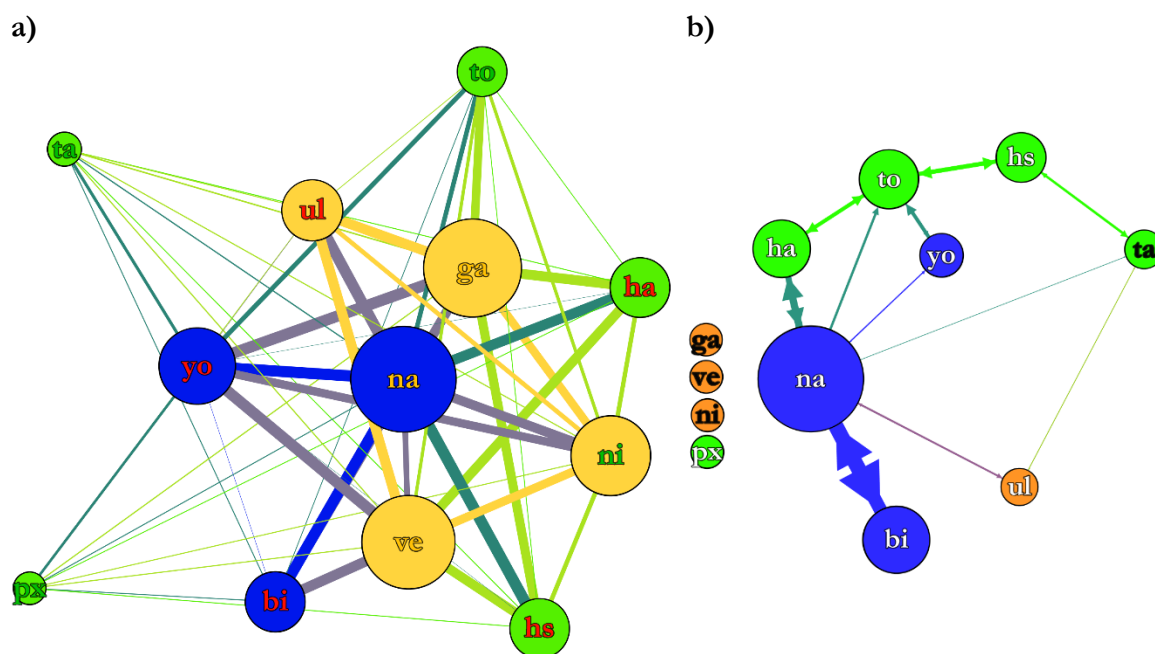 a)
to
ta
ul
ga
ha
yo
na
ni
ve
px
bi
hs
b)
hs
to
ta
ha
yo
ga
ve
na
ni
px
ul
bi